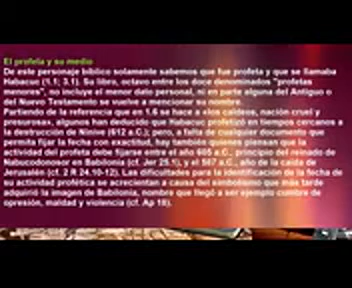 El profeta y su medio
De este personaje bíblico solamente sabemos que fue profeta y que se llamaba
Habacuc (1.1; 3.1). Su libro, octavo entre los doce denominados "profetas
menores", no incluye el menor dato personal, ni en parte alguna del Antiguo o
del Nuevo Testamento se vuelve a mencionar su nombre.
Partiendo de la referencia que en 1.6 se hace a «los caldeos, nación cruel y
presurosa», algunos han deducido que Habacuc profetizó en tiempos cercanos a
la destrucción de Nínive (612 a.C.); pero, a falta de cualquier documento que
permita fijar la fecha con exactitud, hay también quienes piensan que la
actividad del profeta debe fijarse entre el año 605 a.C., principio del reinado de
Nabucodonosor en Babilonia (cf. Jer 25.1), y el 587 a.C., año de la caída de
Jerusalén (cf. 2 R 24.10-12). Las dificultades para la identificación de la fecha de
su actividad profética se acrecientan a causa del simbolismo que más tarde
adquirió la imagen de Babilonia, nombre que llegó a ser ejemplo cumbre de
opresión, maldad y violencia (cf. Ap 18).